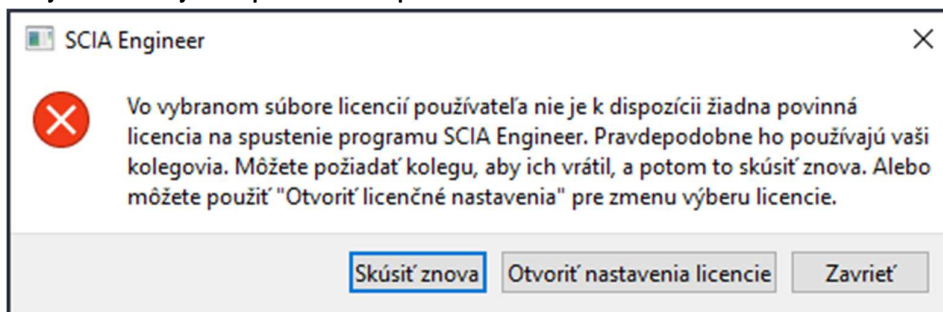 SCIA Engineer
Vo vybranom súbore licencií používateľa nie je k dispozícii žiadna povinná
licencia na spustenie programu SCIA Engineer. Pravdepodobne ho používajú vaši
kolegovia. Môžete požiadať kolegu, aby ich vrátil, a potom to skúsiť znova. Alebo
môžete použiť "Otvoriť licenčné nastavenia" pre zmenu výberu licencie.
Skúsiť znova
Otvoriť nastavenia licencie
Zavrieť